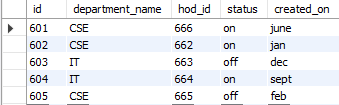 id department_name hod_id status created_on
601 CSE 666 on june
602 CSE 662 on jan
603 IT 663 off dec
604 IT 664 on sept
605 CSE 665 off feb